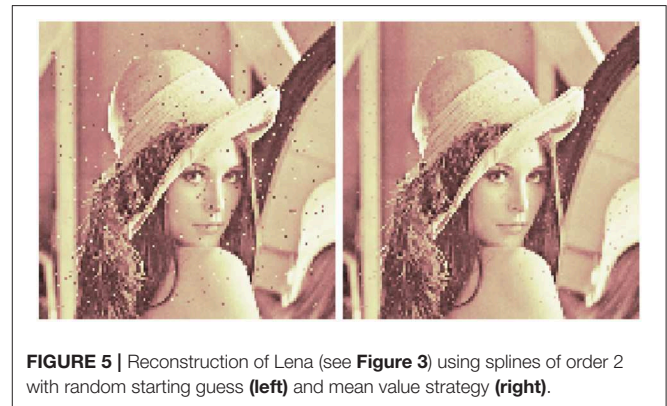 FIGURE 5 | Reconstruction of Lena (see Figure 3) using splines of order 2
with random starting guess (left) and mean value strategy (right).